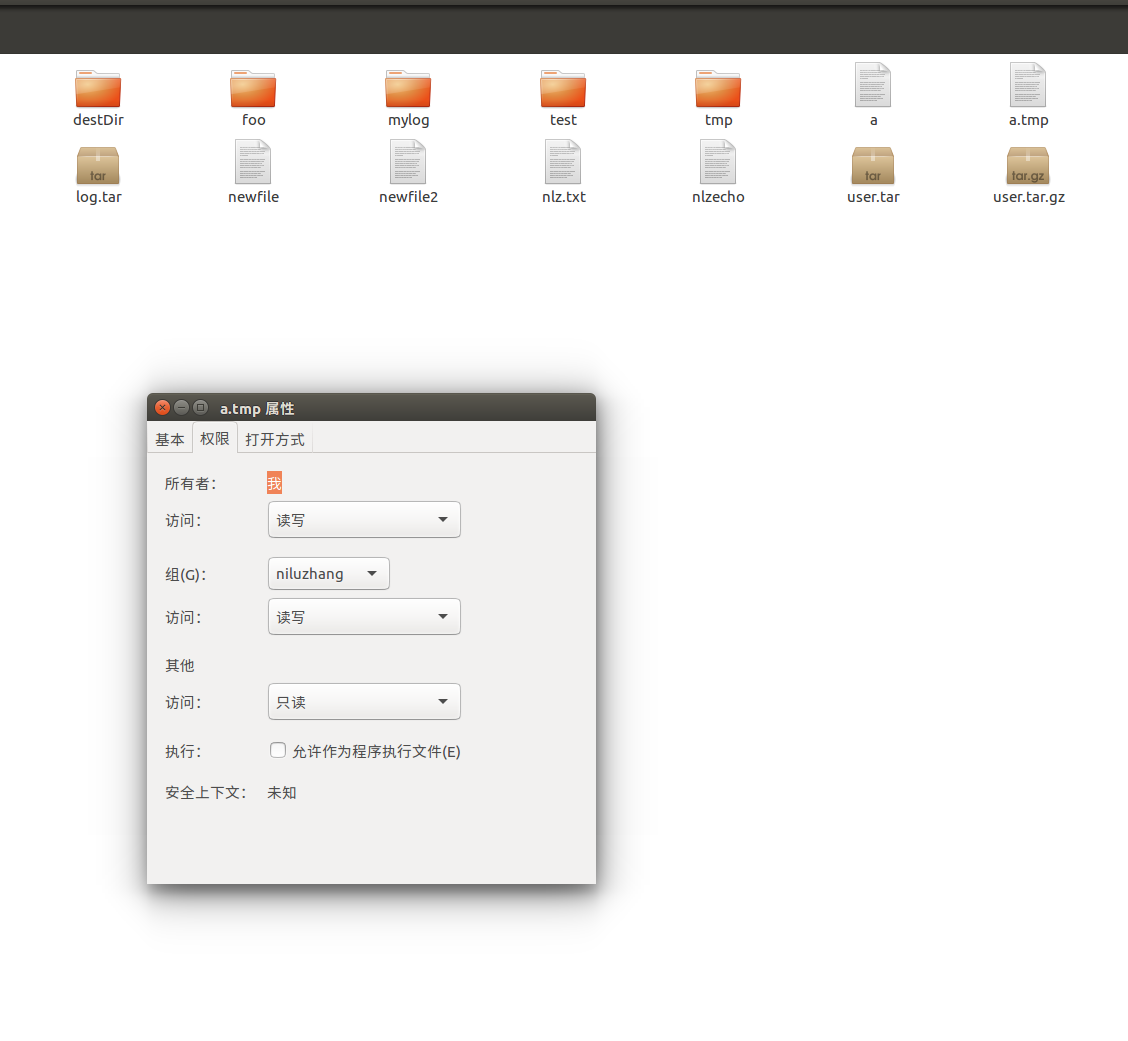 destDir foo mylog test tmp a a.tmp
tar tar tar.gz
log.tar newfile newfile2 nlz.txt nlzecho user.tar user.tar.gz
a.tmp 属性
基本 权限 打开方式
所有者： 我
访问： 读写
组(G)： niluzhang
访问： 读写
其他
访问： 只读
执行： 允许作为程序执行文件(E)
安全上下文： 未知